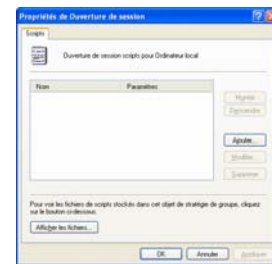 Propriétés de Ouverture de session
Scripts
Ouverture de session scripts pour Ordinateur local
Nom Paramètres
Monter
Descendre
Ajouter...
Modifier...
Supprimer
Pour voir les fichiers de scripts stockés dans cet objet de stratégie de groupe, cliquez
sur le bouton ci-dessous.
Afficher les fichiers...
OK Annuler Appliquer